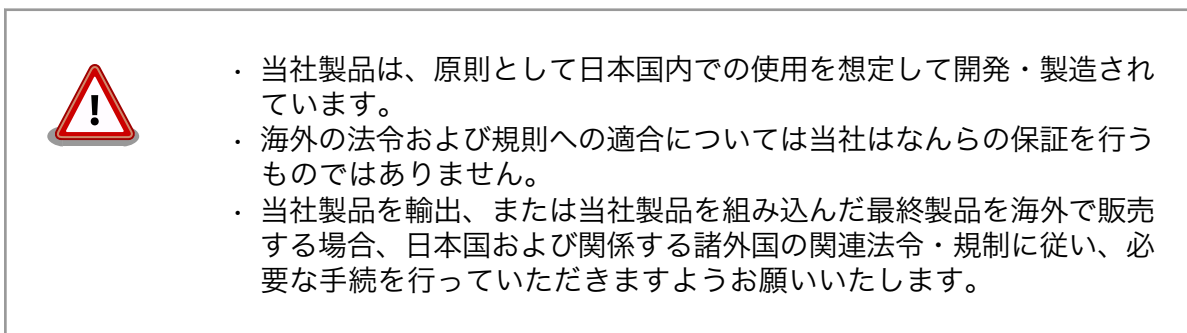 ・当社製品は、原則として日本国内での使用を想定して開発・製造され
ています。
・海外の法令および規則への適合については当社はなんらの保証を行う
ものではありません。
・当社製品を輸出、または当社製品を組み込んだ最終製品を海外で販売
する場合、日本国および関係する諸外国の関連法令・規制に従い、必
要な手続を行っていただきますようお願いいたします。